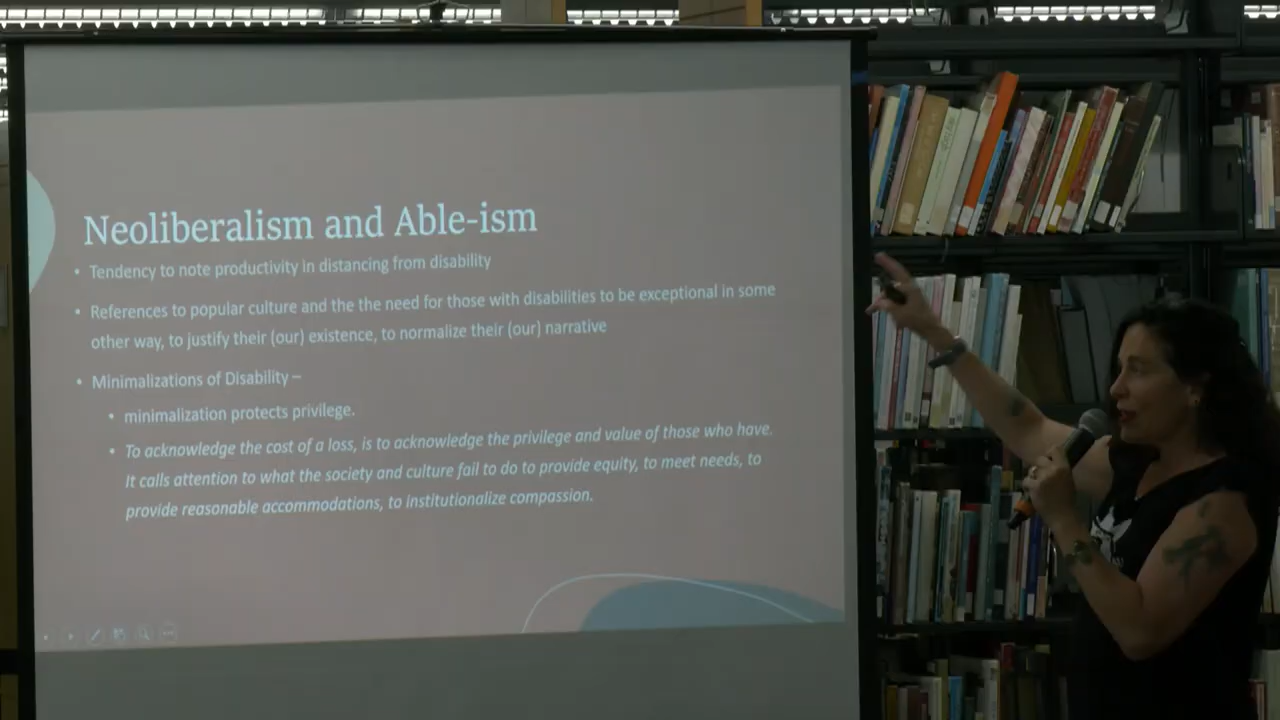 Neoliberalism and Able-ism
• Tendency to note productivity in distancing from disability
• References to popular culture and the the need for those with disabilities to be exceptional in some
other way, to justify their (our) existence, to normalize their (our) narrative
• Minimalizations of Disability –
• minimalization protects privilege.
• To acknowledge the cost of a loss, is to acknowledge the privilege and value of those who have.
It calls attention to what the society and culture fail to do to provide equity, to meet needs, to
provide reasonable accommodations, to institutionalize compassion.